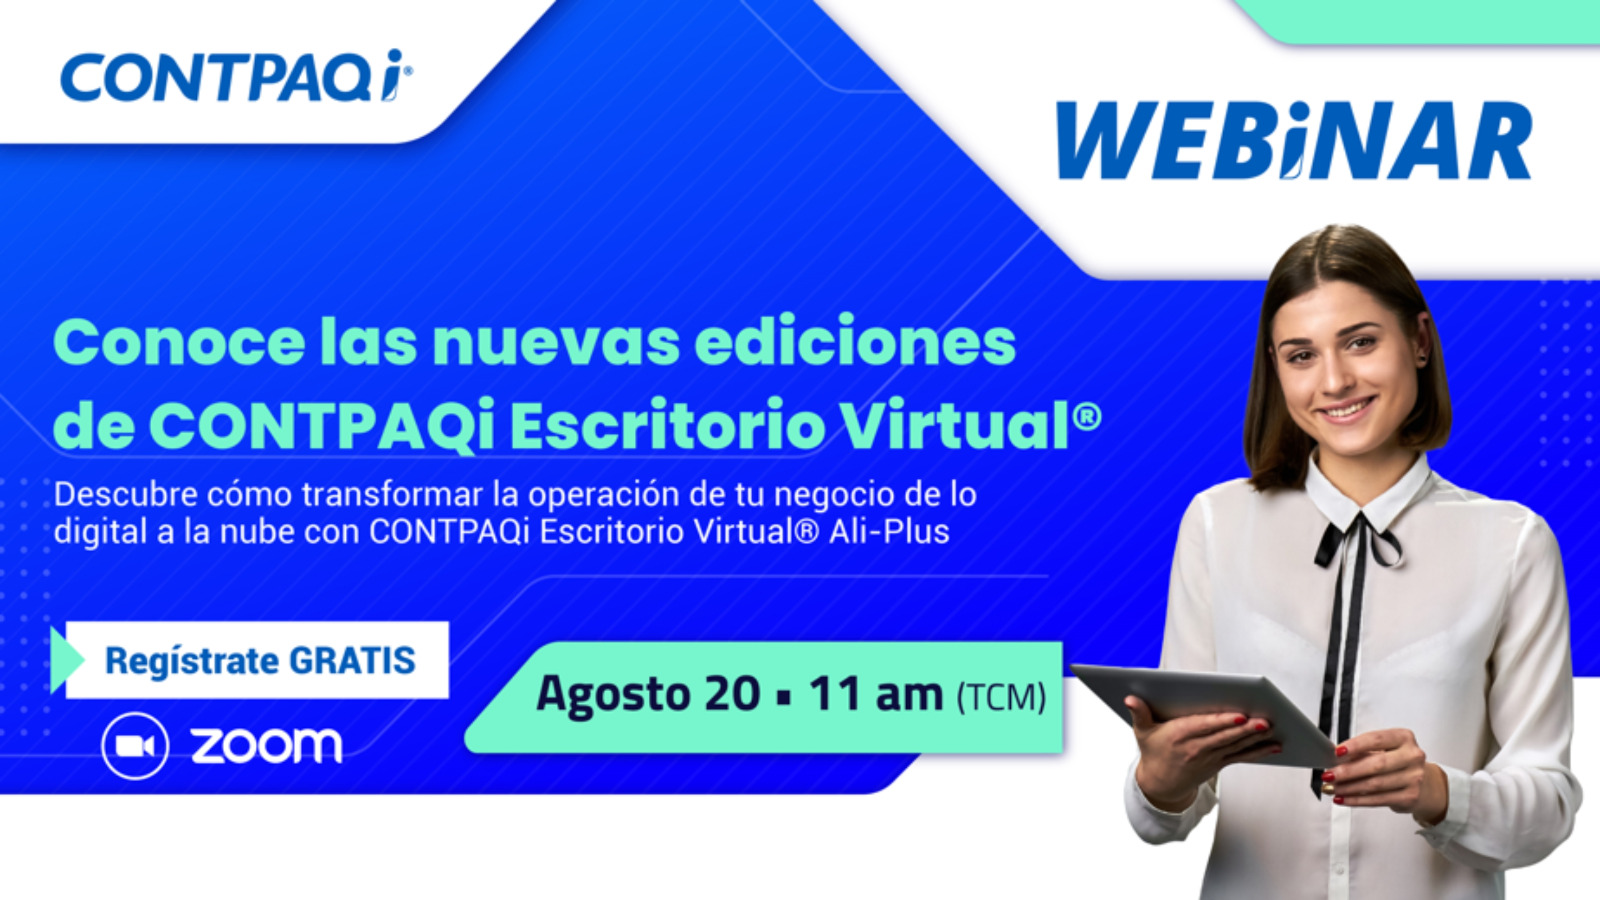 CONTPAQi®
WEBiNAR
Conoce las nuevas ediciones
de CONTPAQi Escritorio Virtual®
Descubre cómo transformar la operación de tu negocio de lo
digital a la nube con CONTPAQi Escritorio Virtual® Ali-Plus
Regístrate GRATIS
Agosto 20 ▪ 11 am (TCM)
zoom